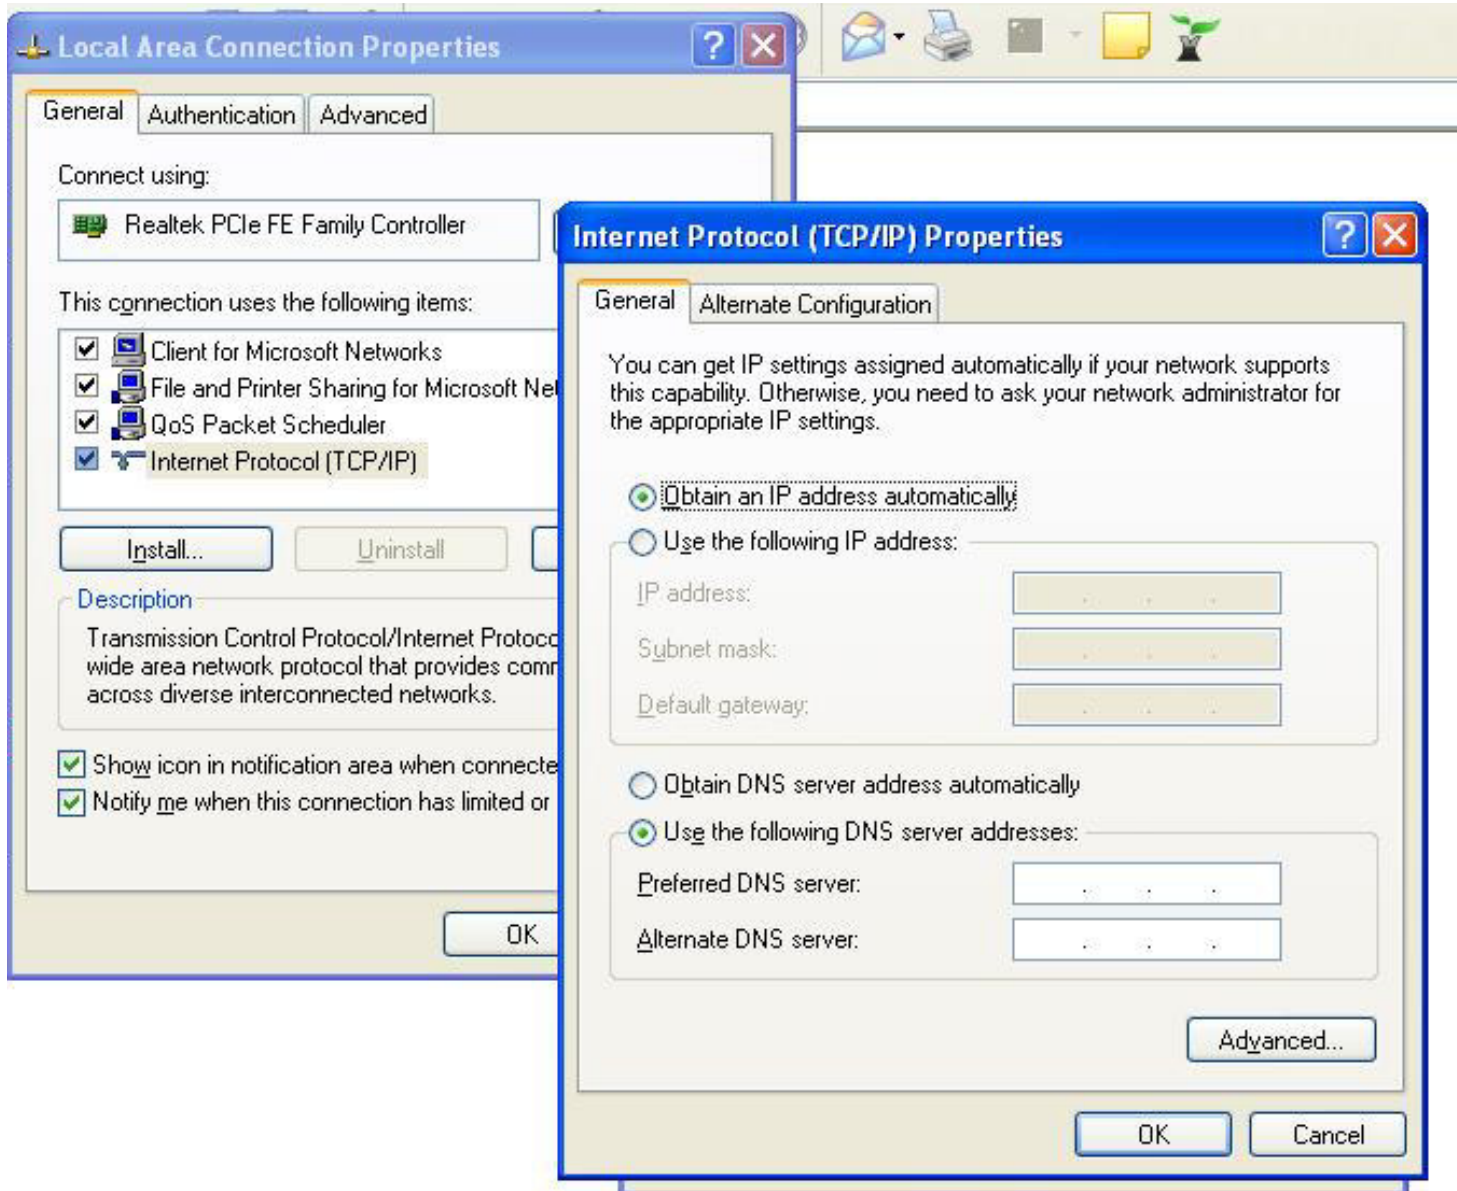 Local Area Connection Properties
General
Authentication
Advanced
Connect using:
Realtek PCIe FE Family Controller
This connection uses the following items:
Client for Microsoft Networks
File and Printer Sharing for Microsoft
QoS Packet Scheduler
Internet Protocol (TCP/IP)
Install...
Uninstall
Description
Transmission Control Protocol/Internet
wide area network protocol that provides
across diverse interconnected networks.
Show icon in notification area when
Notify me when this connection has limited or
OK
Internet Protocol (TCP/IP) Properties
General
Alternate Configuration
You can get IP settings assigned automatically if your network supports
this capability. Otherwise, you need to ask your network administrator for
the appropriate IP settings.
Obtain an IP address automatically
Use the following IP address:
IP address:
Subnet mask:
Default gateway:
Obtain DNS server address automatically
Use the following DNS server addresses:
Preferred DNS server:
Alternate DNS server:
Advanced...
OK
Cancel